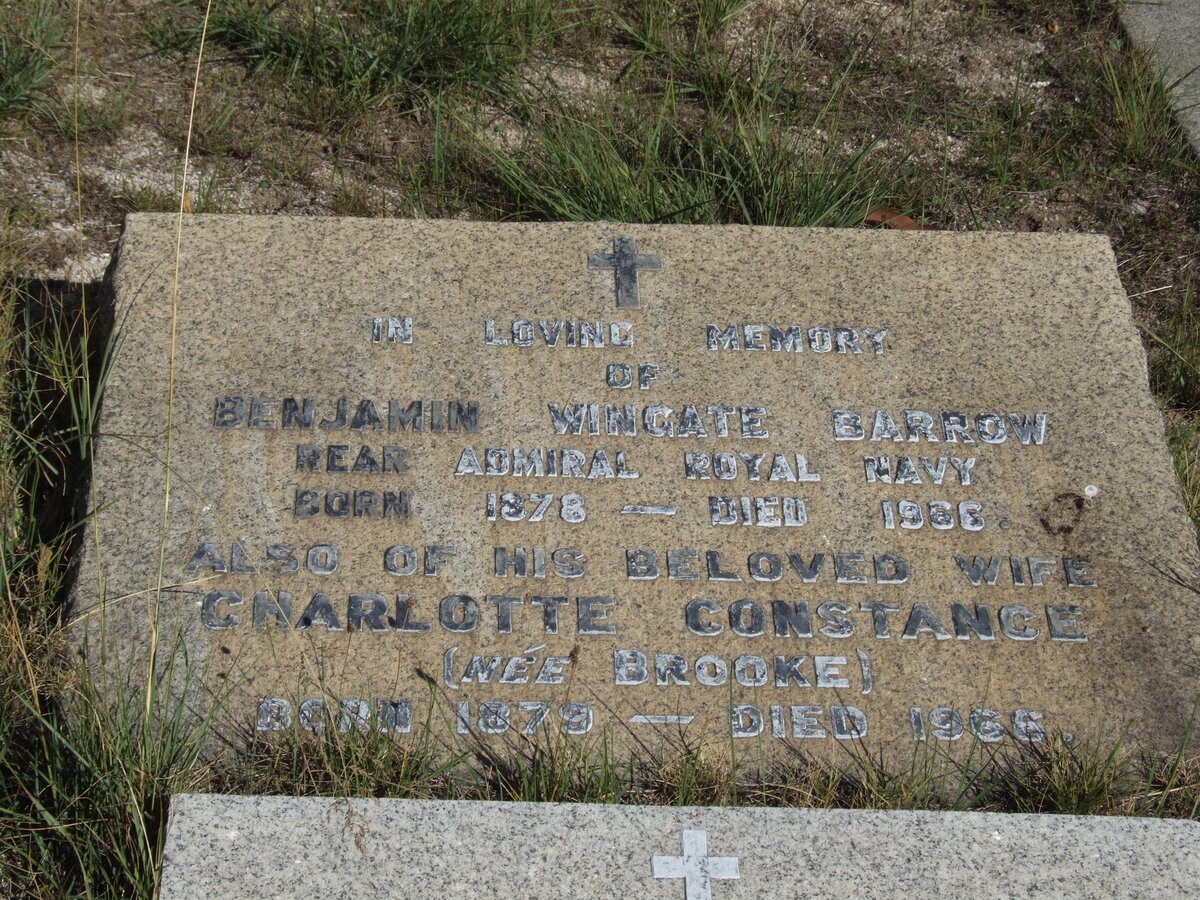 IN LOVING MEMORY
OF
BENJAMIN WINGATE BARROW
REAR ADMIRAL ROYAL NAVY
BORN 1878 — DIED 1966.
ALSO OF HIS BELOVED WIFE
CHARLOTTE CONSTANCE
(NÉE BROOKE)
BORN 1879 — DIED 1966.